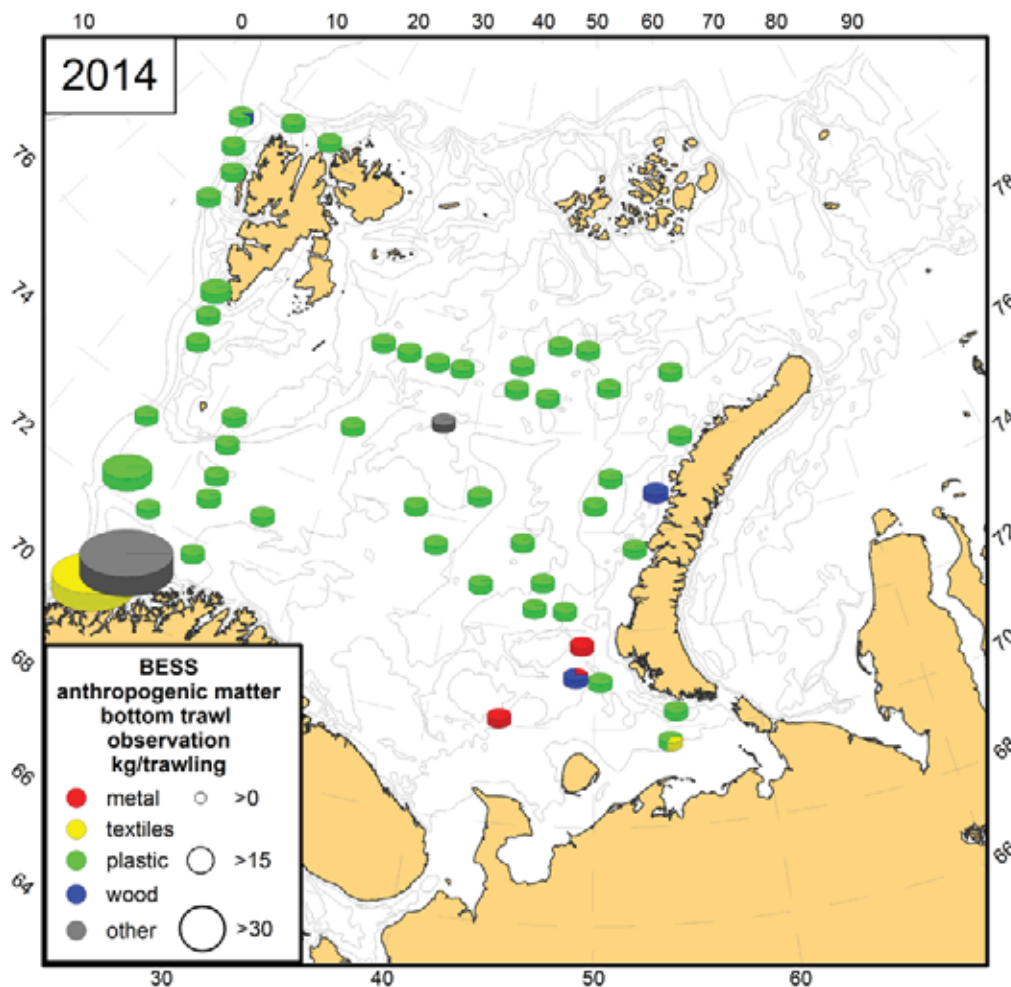 10 0 10 20 30 40 50 60 70 80 90
2014
76
78
74
76
72
74
70
72
68
70
BESS
anthropogenic matter
bottom trawl
observation
kg/trawling
metal >0
textiles
plastic >15
wood
other >30
68
66
66
64
30 40 50 60